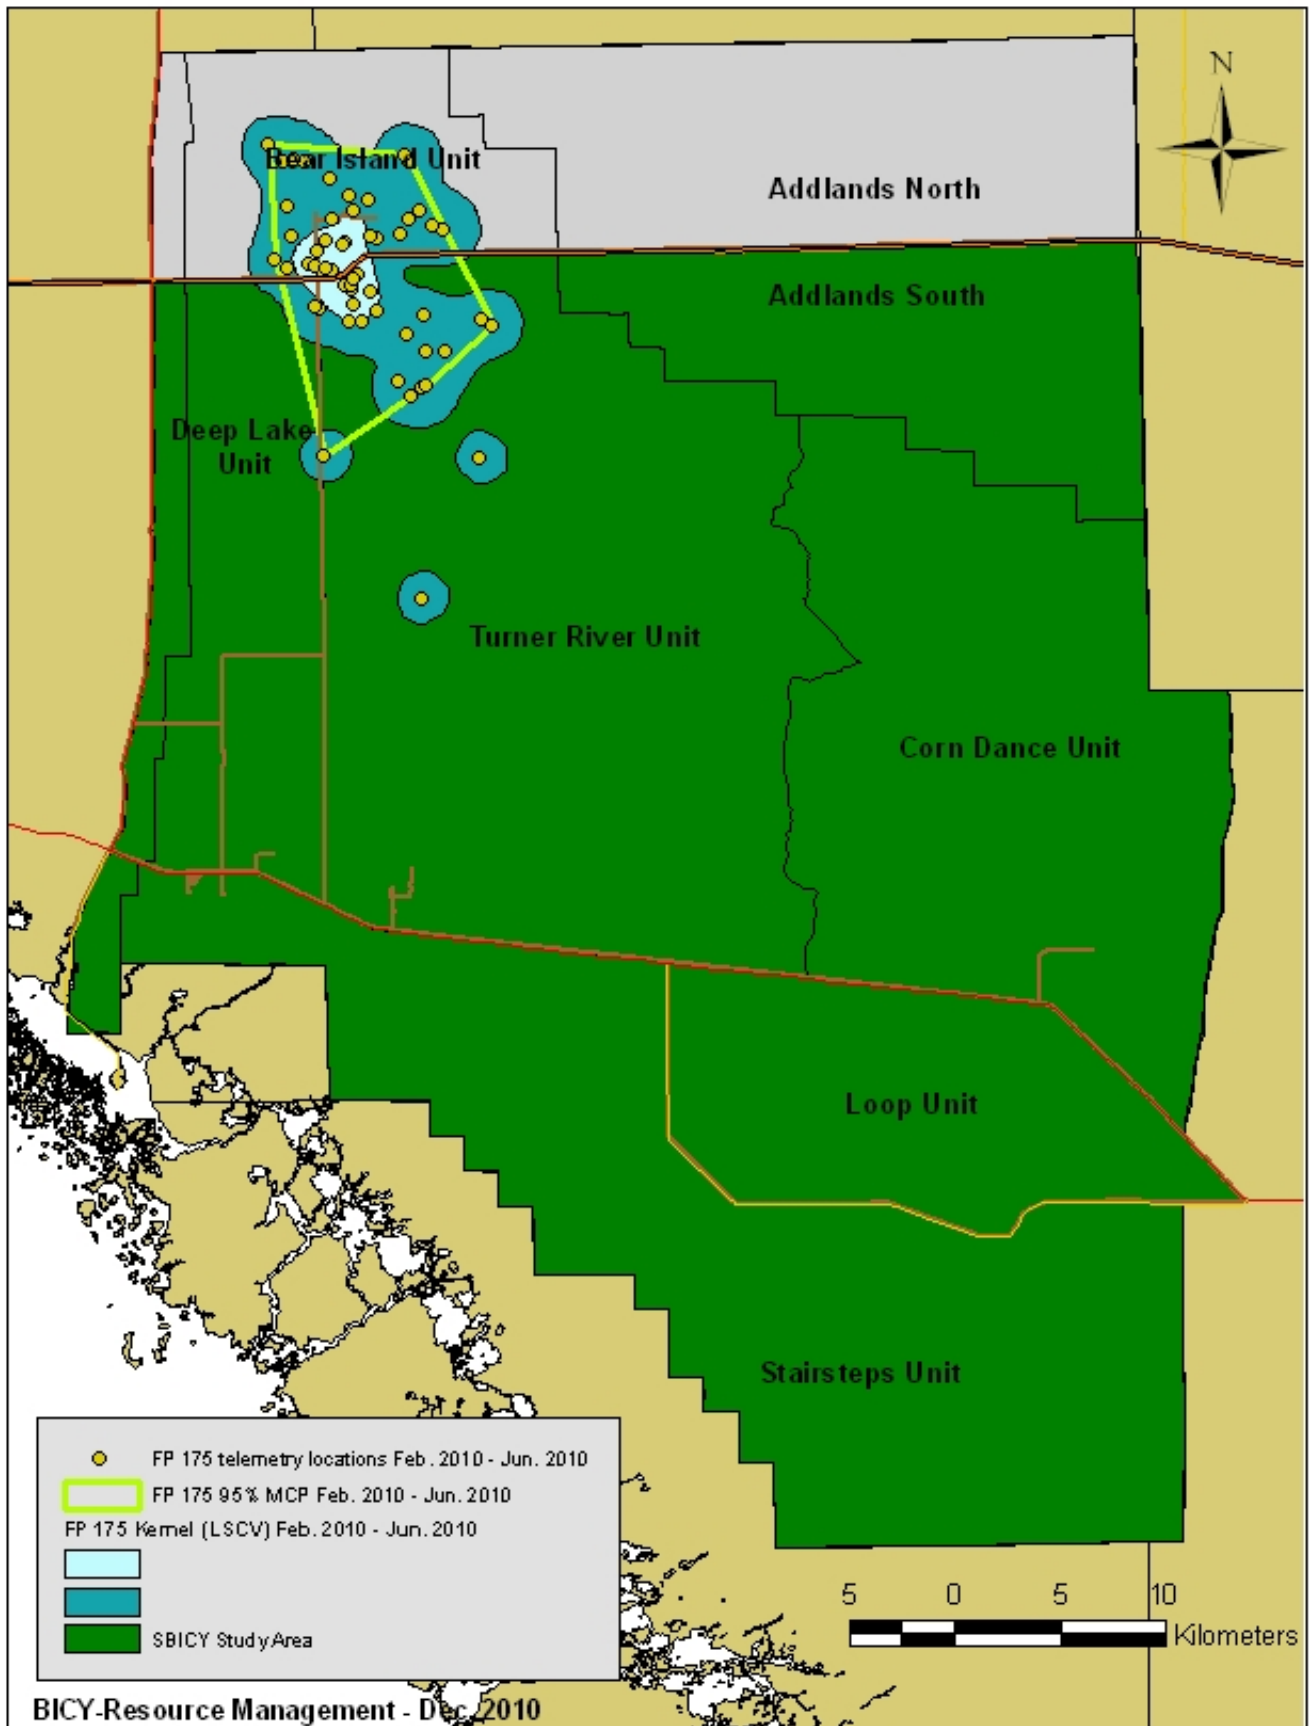 N
Bear Island Unit
Addlands North
Addlands South
Deep Lake
Unit
Turner River Unit
Corn Dance Unit
Loop Unit
Stairsteps Unit
FP 175 telemetry locations Feb. 2010 - Jun. 2010
FP 175 95% MCP Feb. 2010 - Jun. 2010
FP 175 Kernel (LSCV) Feb. 2010 - Jun. 2010
SBICY Study Area
5 0 5 10
Kilometers
BICY-Resource Management - Dec. 2010